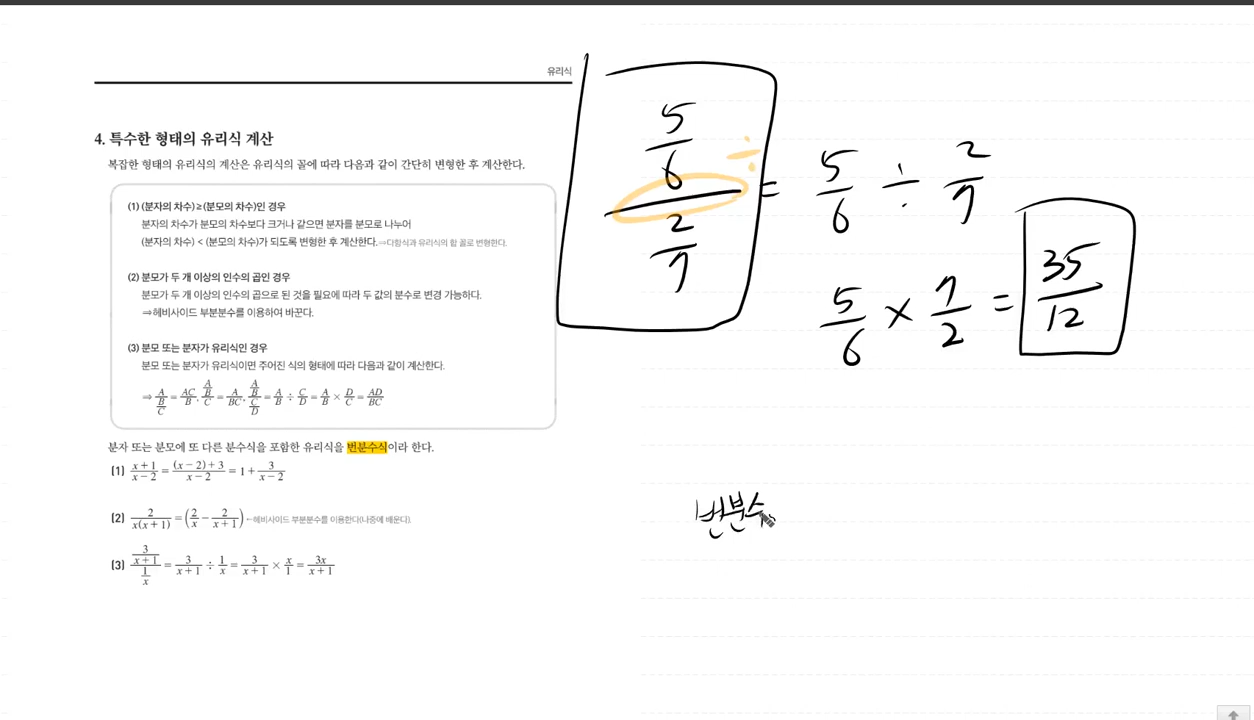 유리식
4. 특수한 형태의 유리식 계산
복잡한 형태의 유리식의 계산은 유리식의 꼴에 따라 다음과 같이 간단히 변형한 후 계산한다.
(1) (분자의 차수)≥(분모의 차수)인 경우
분자의 차수가 분모의 차수보다 크거나 같으면 분자를 분모로 나누어
(분자의 차수) < (분모의 차수)가 되도록 변형한 후 계산한다.⇒다항식과 유리식의 합 꼴로 변형한다.
(2) 분모가 두 개 이상의 인수의 곱인 경우
분모가 두 개 이상의 인수의 곱으로 된 것을 필요에 따라 두 값의 분수로 변경 가능하다.
⇒헤비사이드 부분분수를 이용하여 바꾼다.
(3) 분모 또는 분자가 유리식인 경우
분모 또는 분자가 유리식이면 주어진 식의 형태에 따라 다음과 같이 계산한다.
⇒ A/(B/C) = AC/B, (A/B)/C = A/BC, (A/B)/(C/D) = A/B ÷ C/D = A/B × D/C = AD/BC
분자 또는 분모에 또 다른 분수식을 포함한 유리식을 번분수식이라 한다.
(1) (x+1)/(x−2) = ((x−2)+3)/(x−2) = 1 + 3/(x−2)
(2) 2/(x(x+1)) = (2/x − 2/(x+1)) ←헤비사이드 부분분수를 이용한다(나중에 배운다).
(3) (3/(x+1))/(1/x) = 3/(x+1) ÷ 1/x = 3/(x+1) × x/1 = 3x/(x+1)
(5/6)/(2/7) ÷ = 5/6 ÷ 2/7
5/6 × 7/2 = 35/12
번분수